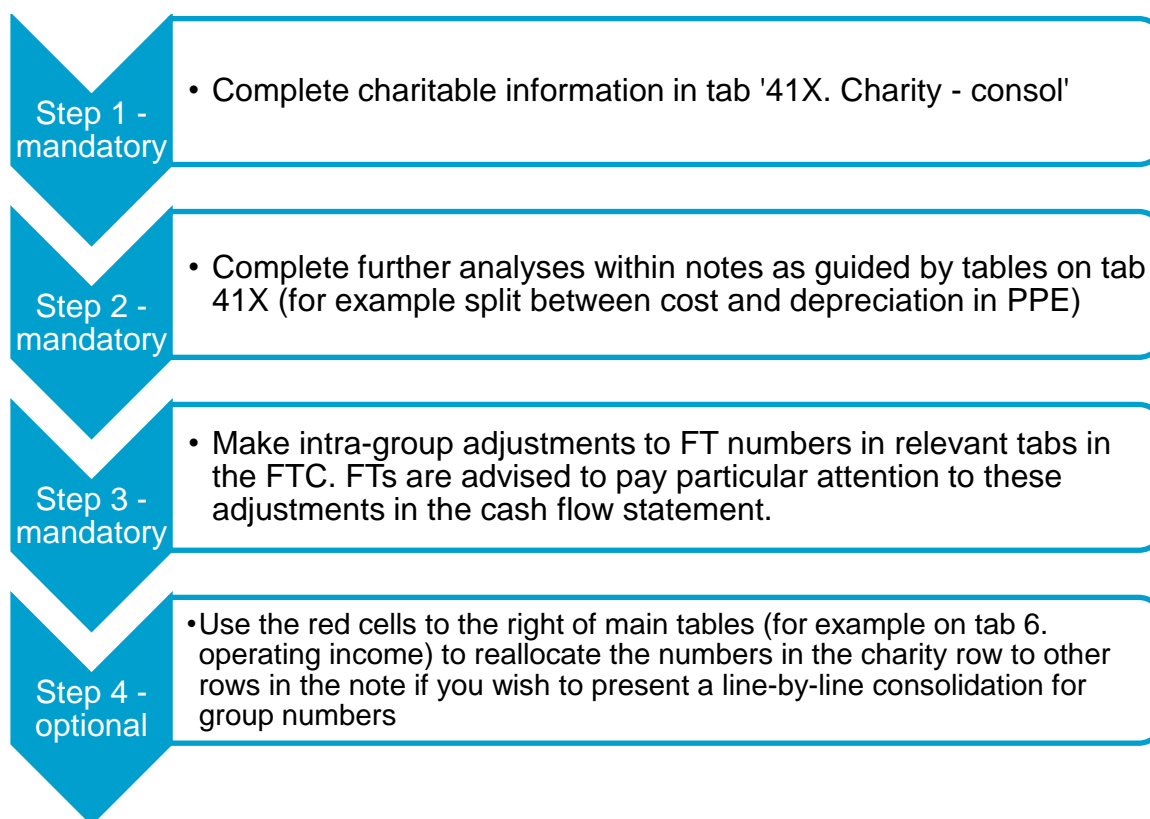 Step 1 -
mandatory
• Complete charitable information in tab '41X. Charity - consol'
Step 2 -
mandatory
• Complete further analyses within notes as guided by tables on tab
41X (for example split between cost and depreciation in PPE)
Step 3 -
mandatory
• Make intra-group adjustments to FT numbers in relevant tabs in
the FTC. FTs are advised to pay particular attention to these
adjustments in the cash flow statement.
Step 4 -
optional
•Use the red cells to the right of main tables (for example on tab 6.
operating income) to reallocate the numbers in the charity row to other
rows in the note if you wish to present a line-by-line consolidation for
group numbers